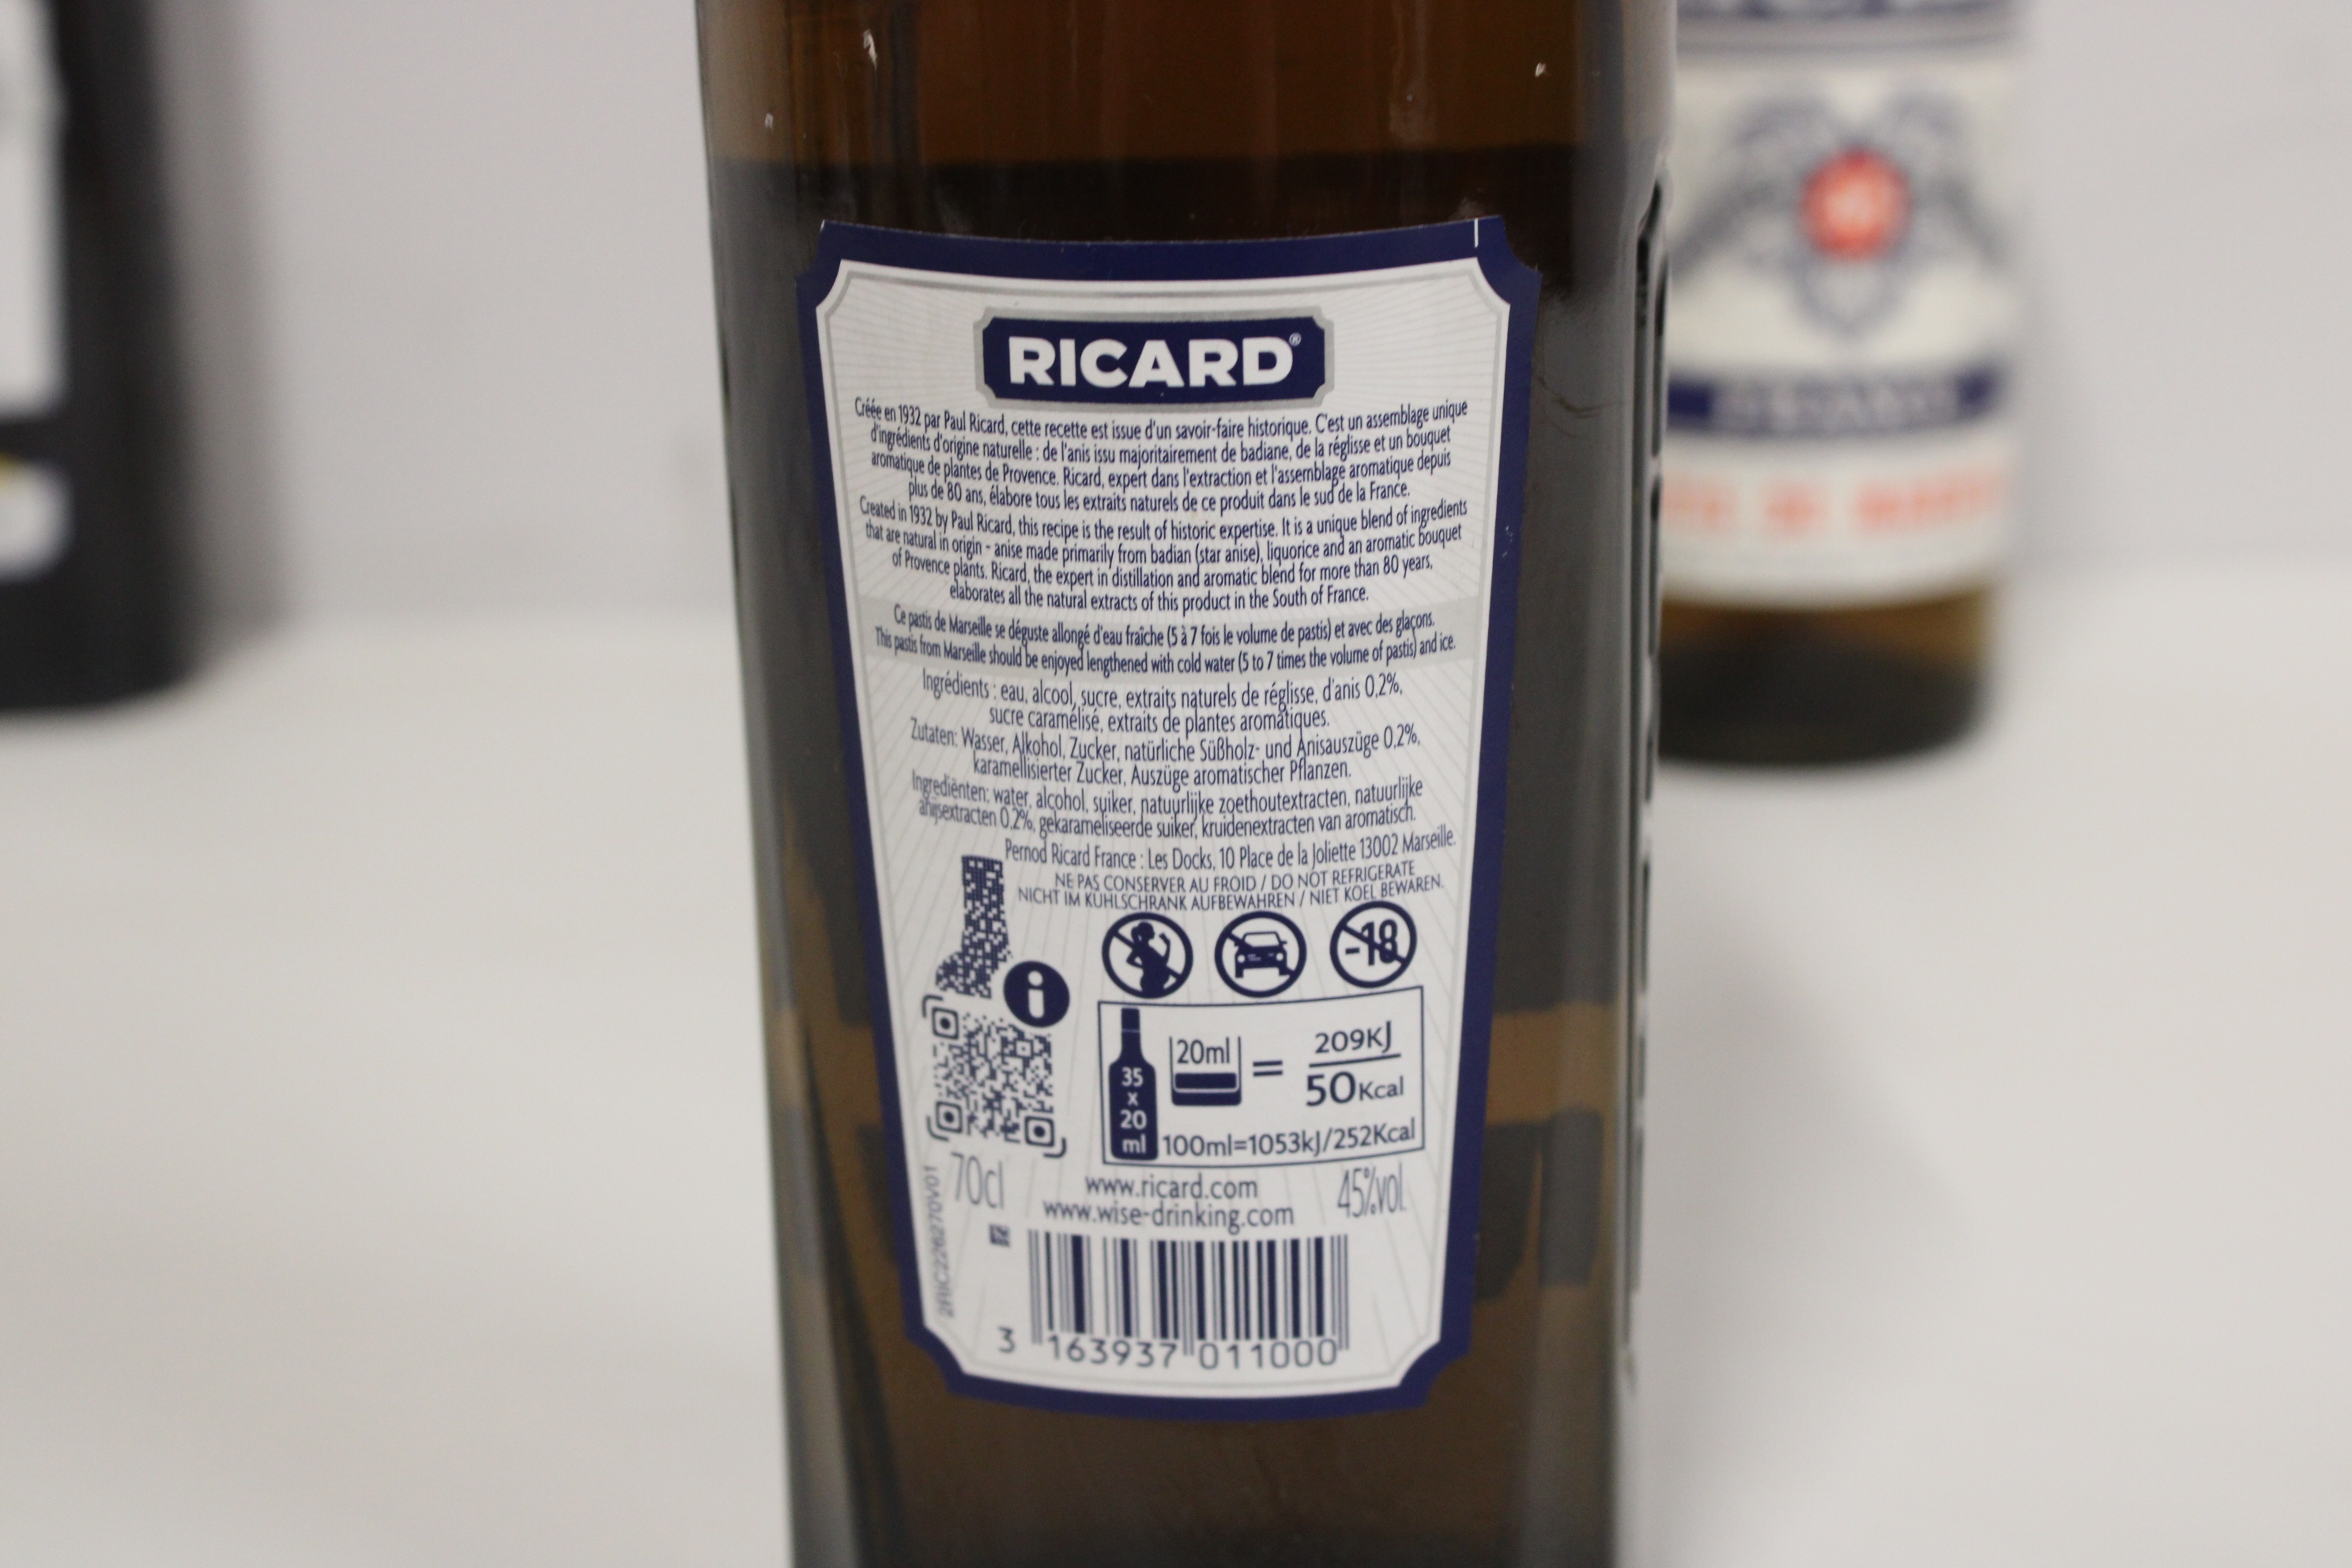 RICARD®
Créée en 1932 par Paul Ricard, cette recette est issue d'un savoir-faire historique. C'est un assemblage unique
d'ingrédients d'origine naturelle : de l'anis issu majoritairement de badiane, de la réglisse et un bouquet
aromatique de plantes de Provence. Ricard, expert dans l'extraction et l'assemblage aromatique depuis
plus de 80 ans, élabore tous les extraits naturels de ce produit dans le sud de la France.
Created in 1932 by Paul Ricard, this recipe is the result of historic expertise. It is a unique blend of ingredients
that are natural in origin - anise made primarily from badian (star anise), liquorice and an aromatic bouquet
of Provence plants. Ricard, the expert in distillation and aromatic blend for more than 80 years,
elaborates all the natural extracts of this product in the South of France.
Ce pastis de Marseille se déguste allongé d'eau fraîche (5 à 7 fois le volume de pastis) et avec des glaçons.
This pastis from Marseille should be enjoyed lengthened with cold water (5 to 7 times the volume of pastis) and ice.
Ingrédients : eau, alcool, sucre, extraits naturels de réglisse, d'anis 0,2%,
sucre caramélisé, extraits de plantes aromatiques.
Zutaten: Wasser, Alkohol, Zucker, natürliche Süßholz- und Anisauszüge 0,2%,
karamellisierter Zucker, Auszüge aromatischer Pflanzen.
Ingrediënten: water, alcohol, suiker, natuurlijke zoethoutextracten, natuurlijke
anijsextracten 0,2%, gekarameliseerde suiker, kruidenextracten van aromatisch.
Pernod Ricard France : Les Docks, 10 Place de la Joliette 13002 Marseille.
NE PAS CONSERVER AU FROID / DO NOT REFRIGERATE
NICHT IM KÜHLSCHRANK AUFBEWAHREN / NIET KOEL BEWAREN.
-18
i
35 x 20 ml
20ml = 209KJ / 50Kcal
100ml=1053kJ/252Kcal
70cl
www.ricard.com
45%vol.
www.wise-drinking.com
2RIC226270V01
3 163937 011000